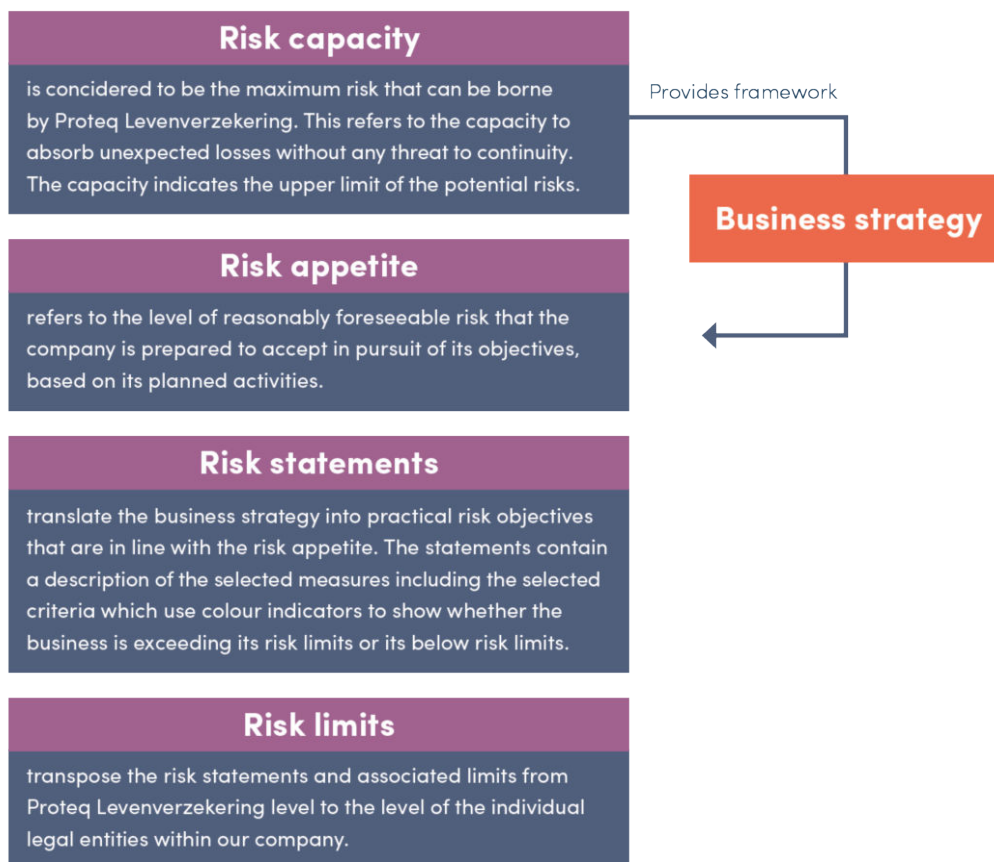 Risk capacity
is concidered to be the maximum risk that can be borne
by Proteq Levenverzekering. This refers to the capacity to
absorb unexpected losses without any threat to continuity.
The capacity indicates the upper limit of the potential risks.
Provides framework
Business strategy
Risk appetite
refers to the level of reasonably foreseeable risk that the
company is prepared to accept in pursuit of its objectives,
based on its planned activities.
Risk statements
translate the business strategy into practical risk objectives
that are in line with the risk appetite. The statements contain
a description of the selected measures including the selected
criteria which use colour indicators to show whether the
business is exceeding its risk limits or its below risk limits.
Risk limits
transpose the risk statements and associated limits from
Proteq Levenverzekering level to the level of the individual
legal entities within our company.